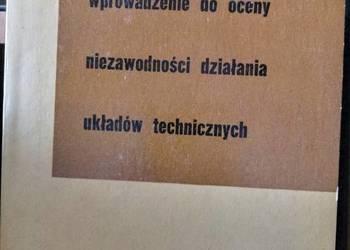 wprowadzenie do oceny
niezawodności działania
układów technicznych